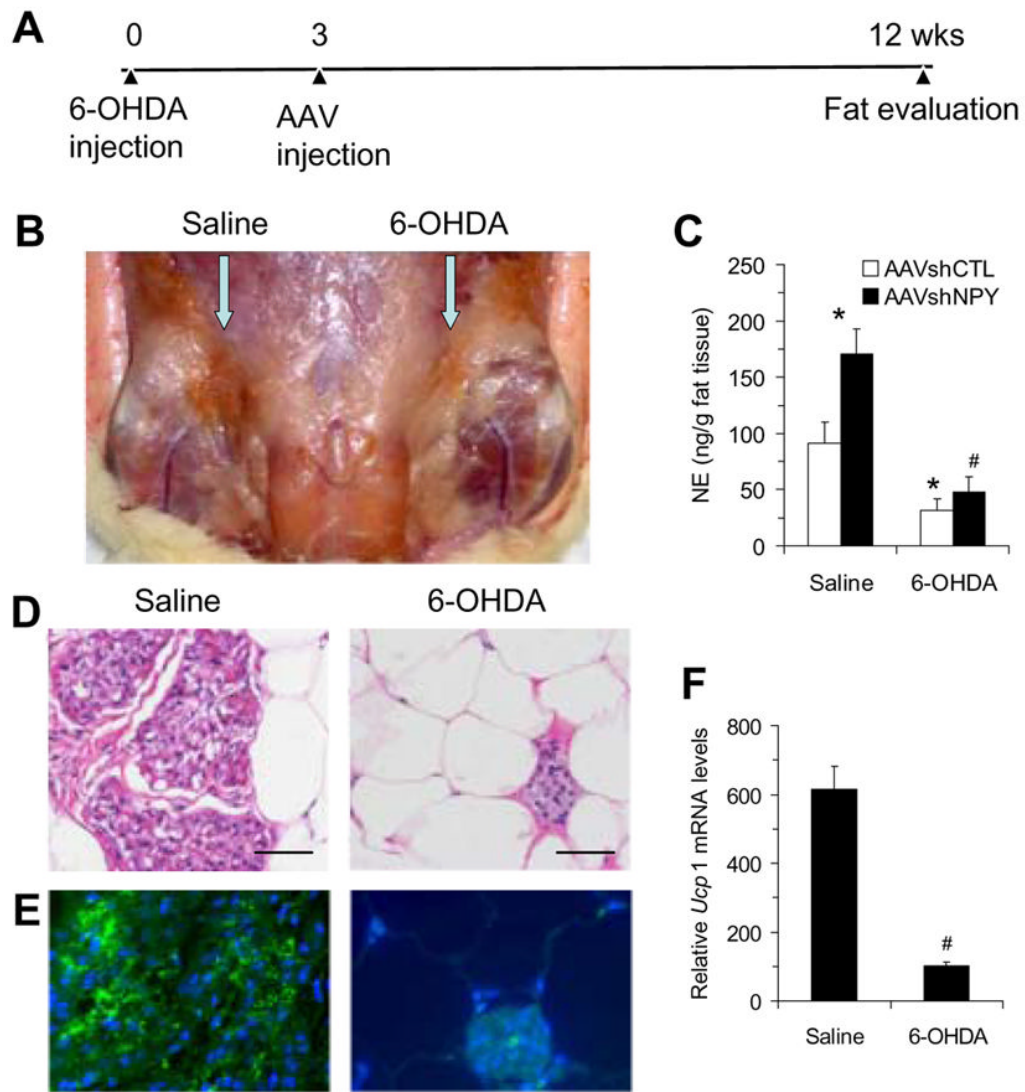 A
0 3 12 wks
6-OHDA injection
AAV injection
Fat evaluation
B
Saline 6-OHDA
C
250
200
150
100
50
0
NE (ng/g fat tissue)
AAVshCTL
AAVshNPY
*
*
#
Saline 6-OHDA
D
Saline 6-OHDA
E
F
800
600
400
200
0
Relative Ucp 1 mRNA levels
#
Saline 6-OHDA